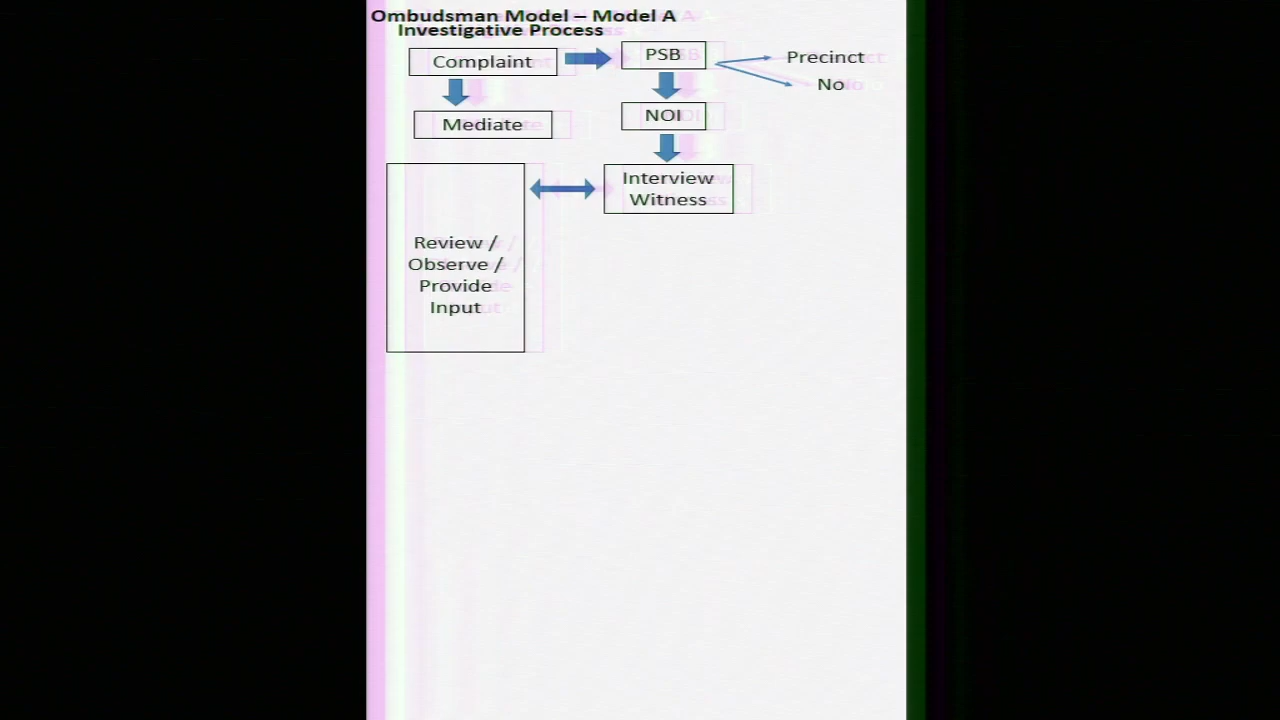 Ombudsman Model – Model A
Investigative Process
Complaint
PSB
Precinct
No
Mediate
NOI
Interview
Witness
Review /
Observe /
Provide
Input